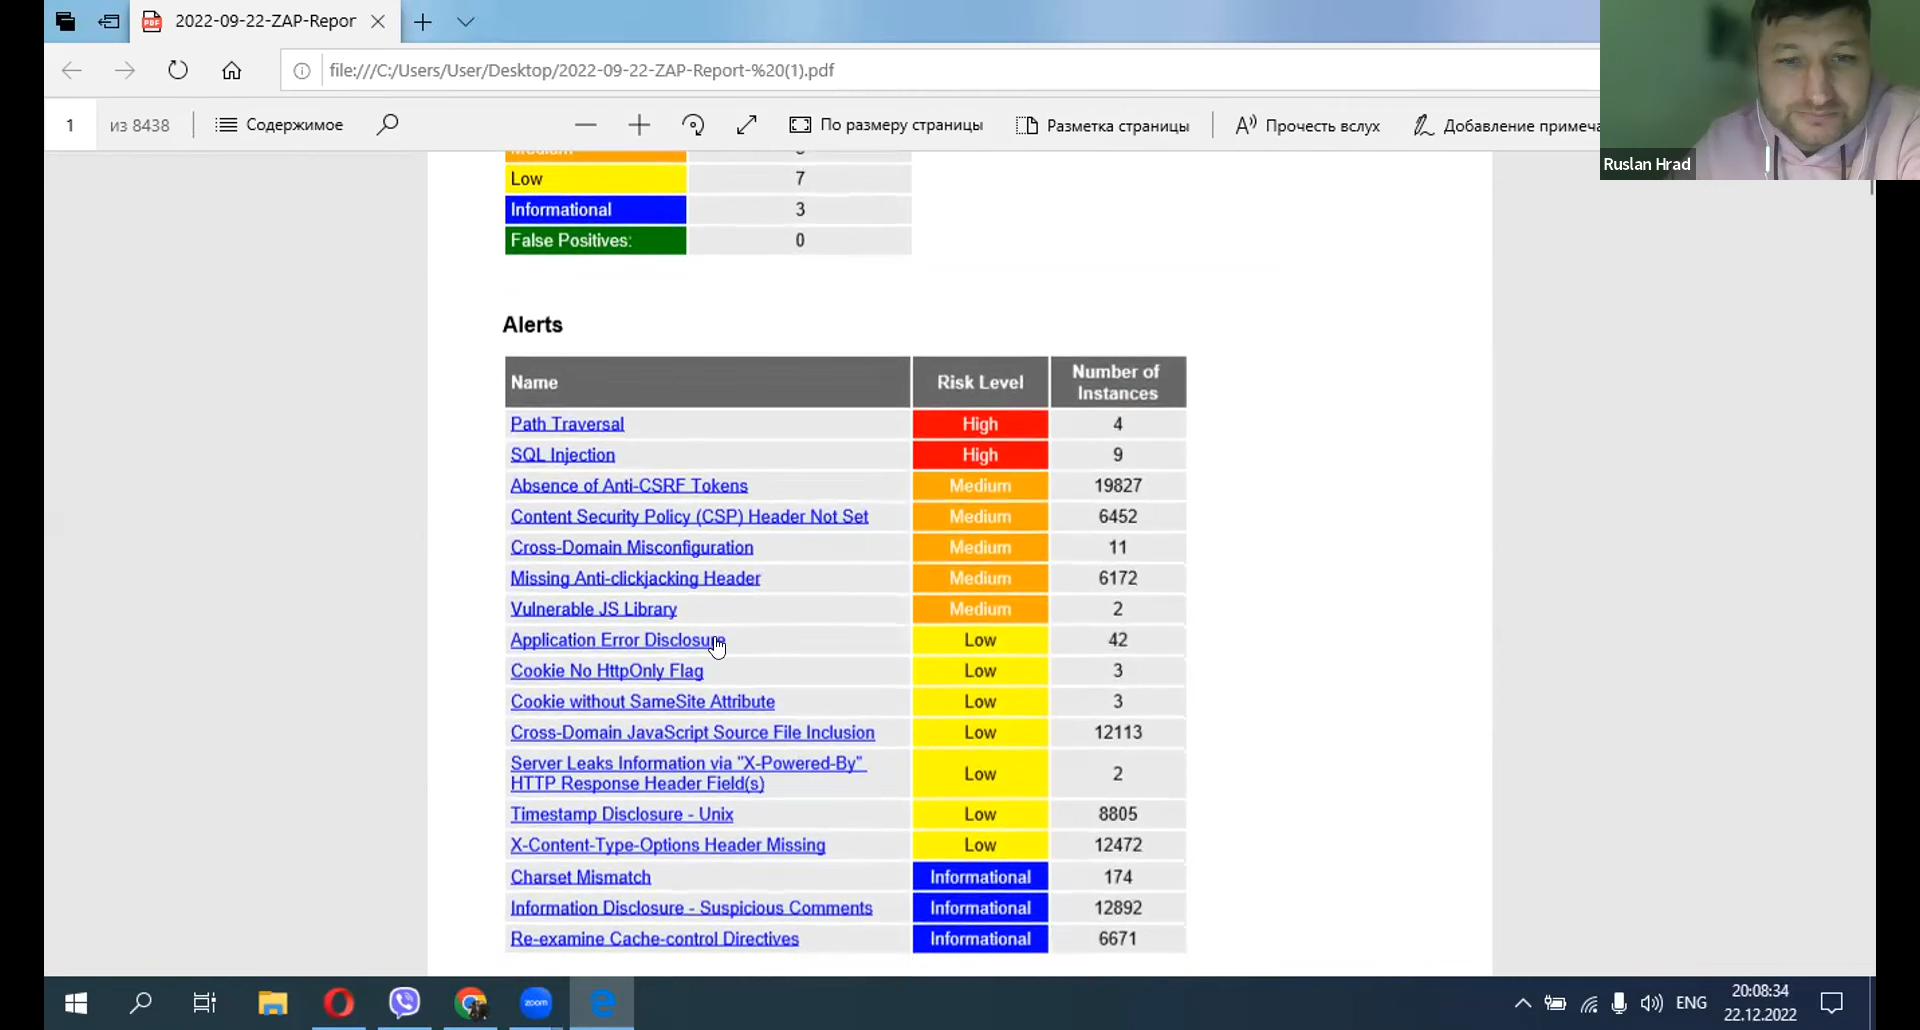 2022-09-22-ZAP-Repor
file:///C:/Users/User/Desktop/2022-09-22-ZAP-Report-%20(1).pdf
1 из 8438 Содержимое По размеру страницы Разметка страницы Прочесть вслух Добавление примеча
Ruslan Hrad
Medium
Low 7
Informational 3
False Positives: 0
Alerts
Name Risk Level Number of
Instances
Path Traversal High 4
SQL Injection High 9
Absence of Anti-CSRF Tokens Medium 19827
Content Security Policy (CSP) Header Not Set Medium 6452
Cross-Domain Misconfiguration Medium 11
Missing Anti-clickjacking Header Medium 6172
Vulnerable JS Library Medium 2
Application Error Disclosure Low 42
Cookie No HttpOnly Flag Low 3
Cookie without SameSite Attribute Low 3
Cross-Domain JavaScript Source File Inclusion Low 12113
Server Leaks Information via "X-Powered-By"
HTTP Response Header Field(s) Low 2
Timestamp Disclosure - Unix Low 8805
X-Content-Type-Options Header Missing Low 12472
Charset Mismatch Informational 174
Information Disclosure - Suspicious Comments Informational 12892
Re-examine Cache-control Directives Informational 6671
zoom
ENG
20:08:34
22.12.2022